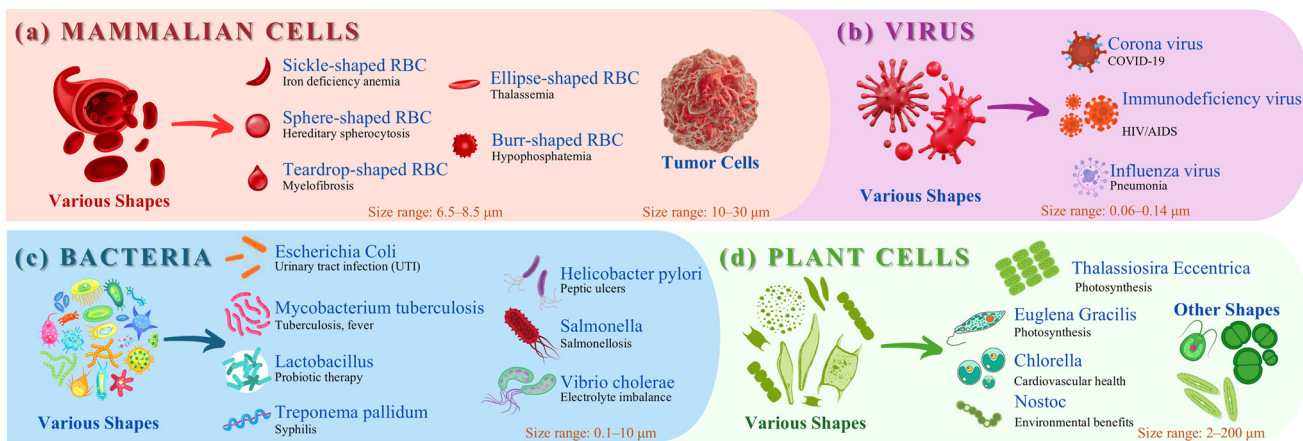 (a) MAMMALIAN CELLS
Sickle-shaped RBC
Iron deficiency anemia
Sphere-shaped RBC
Hereditary spherocytosis
Teardrop-shaped RBC
Myelofibrosis
Ellipse-shaped RBC
Thalassemia
Burr-shaped RBC
Hypophosphatemia
Tumor Cells
Various Shapes
Size range: 6.5–8.5 μm
Size range: 10–30 μm
(b) VIRUS
Corona virus
COVID-19
Immunodeficiency virus
HIV/AIDS
Influenza virus
Pneumonia
Various Shapes
Size range: 0.06–0.14 μm
(c) BACTERIA
Escherichia Coli
Urinary tract infection (UTI)
Mycobacterium tuberculosis
Tuberculosis, fever
Lactobacillus
Probiotic therapy
Treponema pallidum
Syphilis
Helicobacter pylori
Peptic ulcers
Salmonella
Salmonellosis
Vibrio cholerae
Electrolyte imbalance
Various Shapes
Size range: 0.1–10 μm
(d) PLANT CELLS
Thalassiosira Eccentrica
Photosynthesis
Euglena Gracilis
Photosynthesis
Chlorella
Cardiovascular health
Nostoc
Environmental benefits
Other Shapes
Various Shapes
Size range: 2–200 μm